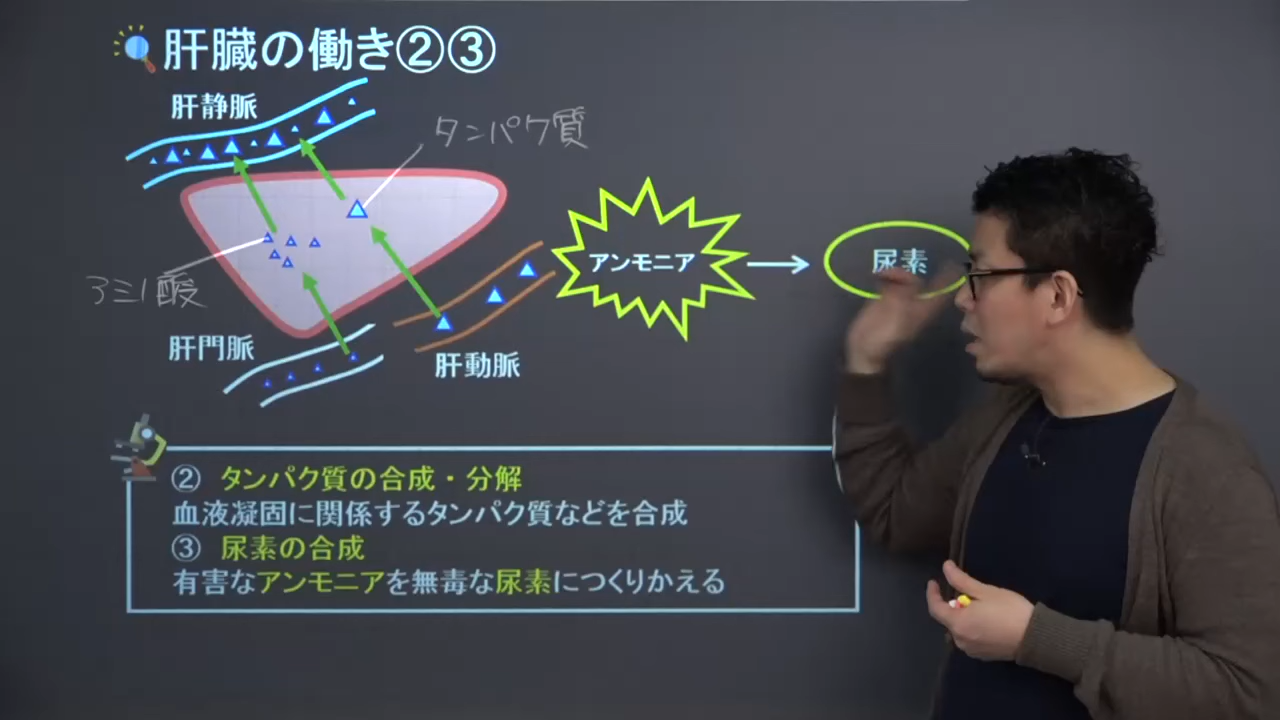 肝臓の働き②③
肝静脈
タンパク質
アンモニア
尿素
アミノ酸
肝門脈
肝動脈
② タンパク質の合成・分解
血液凝固に関係するタンパク質などを合成
③ 尿素の合成
有害なアンモニアを無毒な尿素につくりかえる